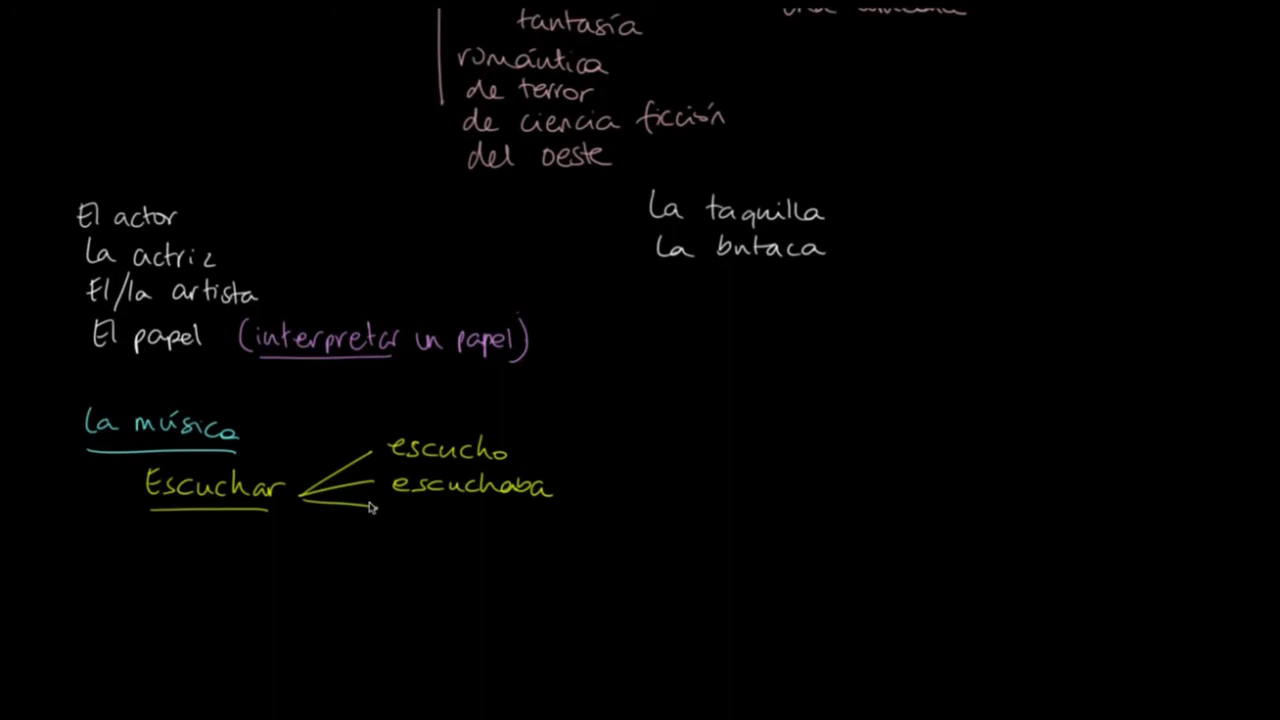 fantasía
romántica
de terror
de ciencia ficción
del oeste
El actor
La actriz
El/la artista
El papel (interpretar un papel)
La taquilla
La butaca
La música
Escuchar
escucho
escuchaba